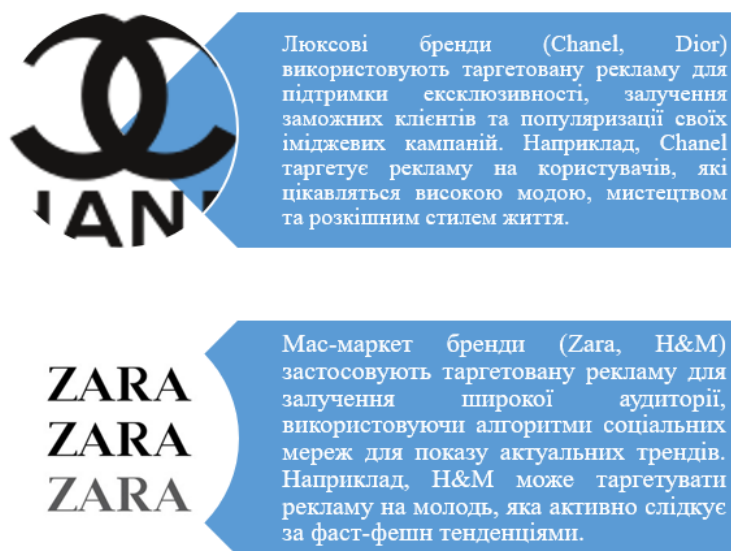 Люксові бренди (Chanel, Dior)
використовують таргетовану рекламу для
підтримки ексклюзивності, залучення
заможних клієнтів та популяризації своїх
іміджевих кампаній. Наприклад, Chanel
таргетує рекламу на користувачів, які
цікавляться високою модою, мистецтвом
та розкішним стилем життя.
HANE
ZARA
ZARA
ZARA
Мас-маркет бренди (Zara, H&M)
застосовують таргетовану рекламу для
залучення широкої аудиторії,
використовуючи алгоритми соціальних
мереж для показу актуальних трендів.
Наприклад, H&M може таргетувати
рекламу на молодь, яка активно слідкує
за фаст-фешн тенденціями.